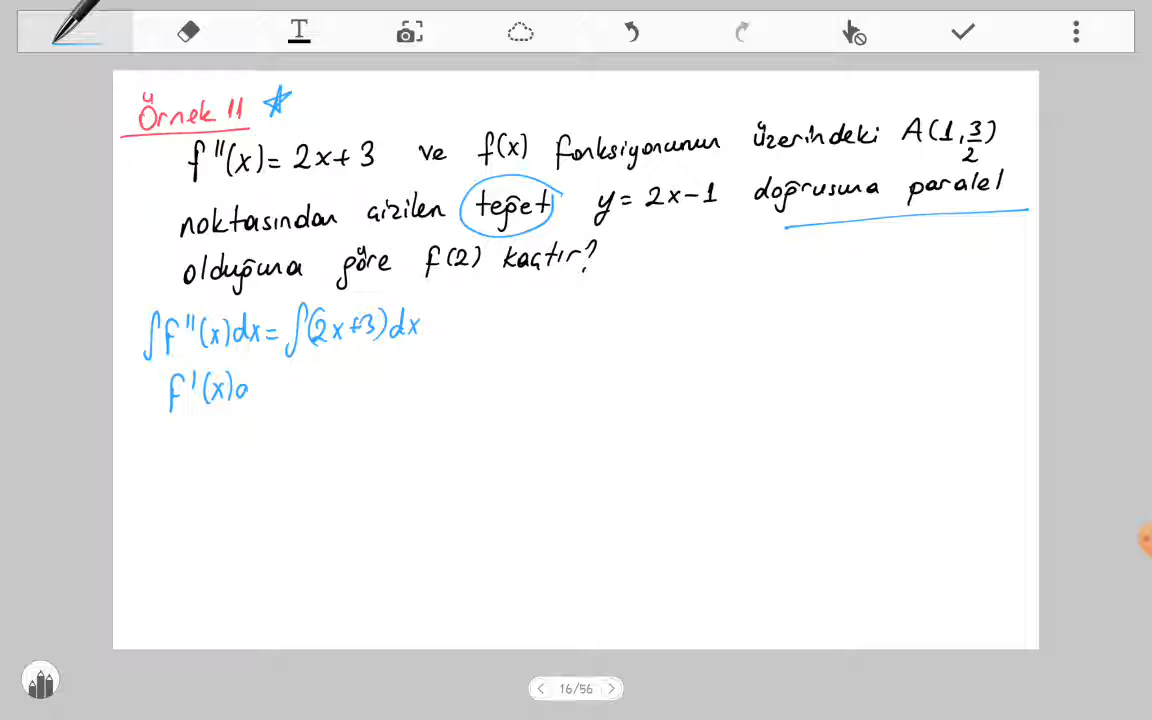 T
Örnek 11
f''(x) = 2x+3 ve f(x) fonksiyonunun üzerindeki A(1, 3/2)
noktasından çizilen teğet y = 2x-1 doğrusuna paralel
olduğuna göre f(2) kaçtır?
∫f''(x)dx = ∫(2x+3)dx
f'(x)
16/56